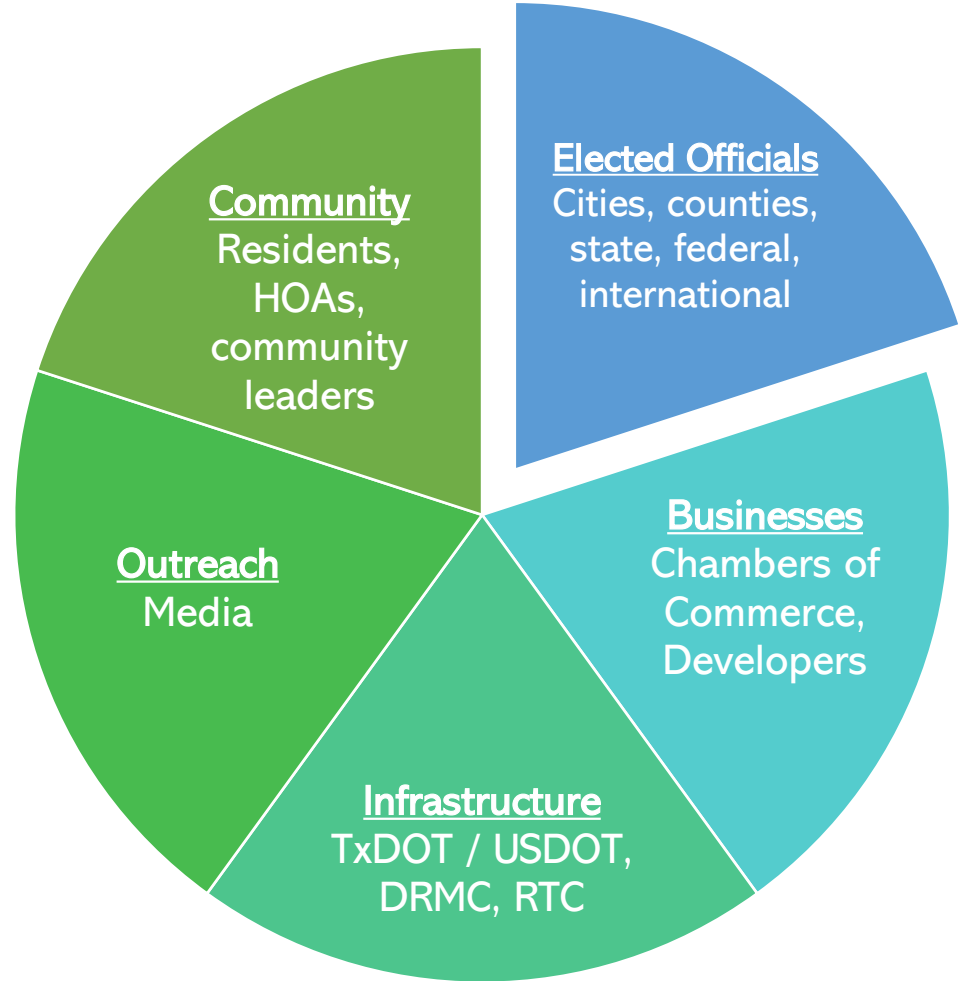 Elected Officials
Cities, counties,
state, federal,
international
Businesses
Chambers of
Commerce,
Developers
Infrastructure
TxDOT / USDOT,
DRMC, RTC
Outreach
Media
Community
Residents,
HOAs,
community
leaders